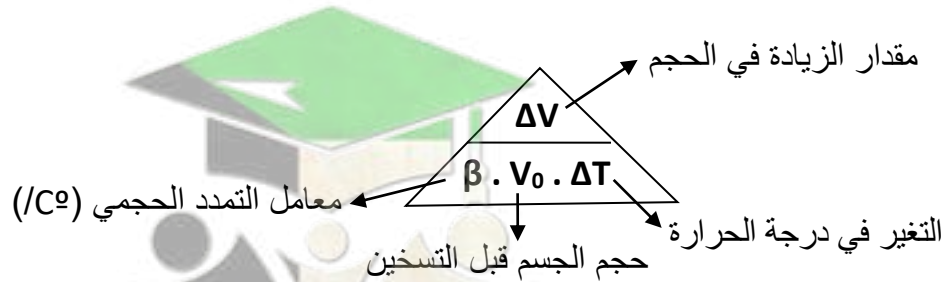 مقدار الزيادة في الحجم
ΔV
β . V₀ . ΔT
معامل التمدد الحجمي (/Cº)
التغير في درجة الحرارة
حجم الجسم قبل التسخين